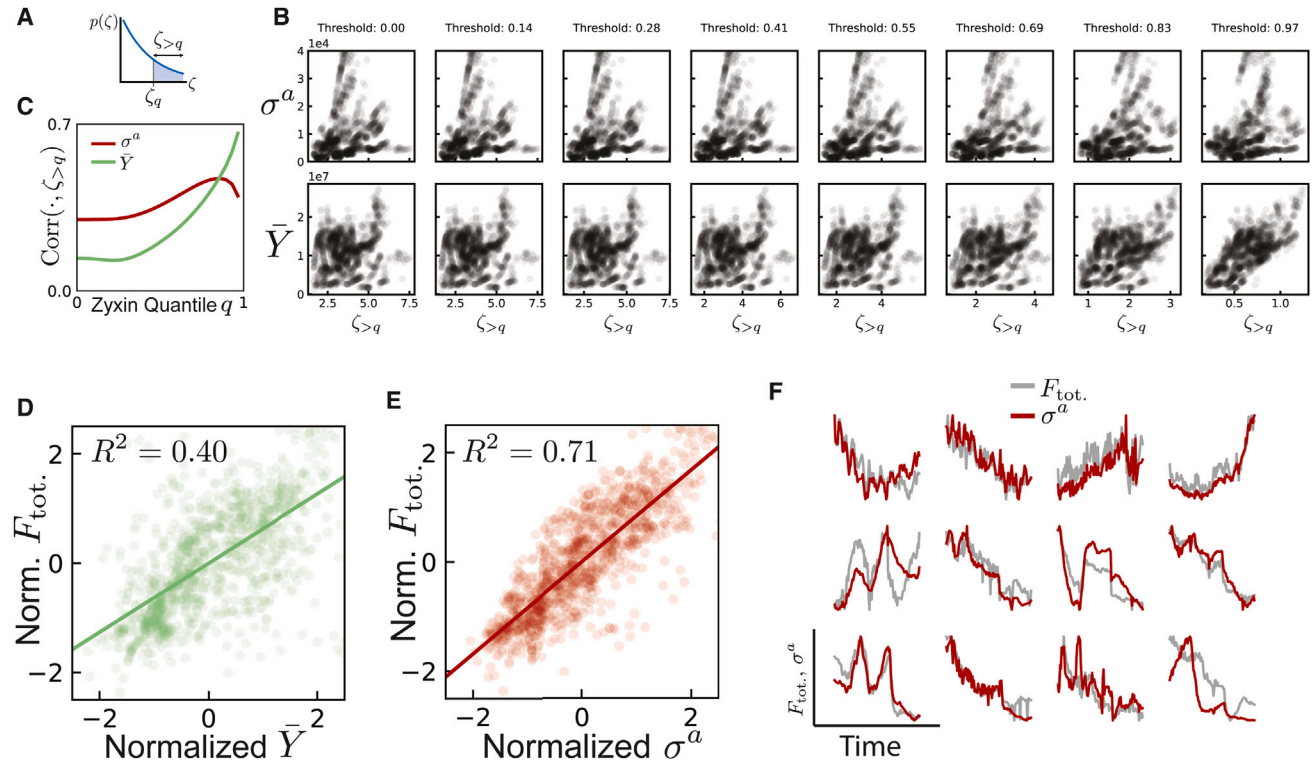 A
p(ζ)
ζ>q
ζ
ζq
B
Threshold: 0.00
Threshold: 0.14
Threshold: 0.28
Threshold: 0.41
Threshold: 0.55
Threshold: 0.69
Threshold: 0.83
Threshold: 0.97
1e4
σᵃ
4
3
2
1
0
1e7
Ȳ
2
1
0
2.5 5.0 7.5
2.5 5.0 7.5
2.5 5.0 7.5
2 4 6
2 4
2 4
1 2 3
0.5 1.0
ζ>q
ζ>q
ζ>q
ζ>q
ζ>q
ζ>q
ζ>q
ζ>q
C
0.7
σᵃ
Ȳ
Corr(·, ζ>q)
0.0
0 Zyxin Quantile q 1
D
R² = 0.40
Norm. Ftot.
2
0
−2
−2 0 2
Normalized Ȳ
E
R² = 0.71
Norm. Ftot.
2
0
−2
−2 0 2
Normalized σᵃ
F
Ftot.
σᵃ
Ftot., σᵃ
Time